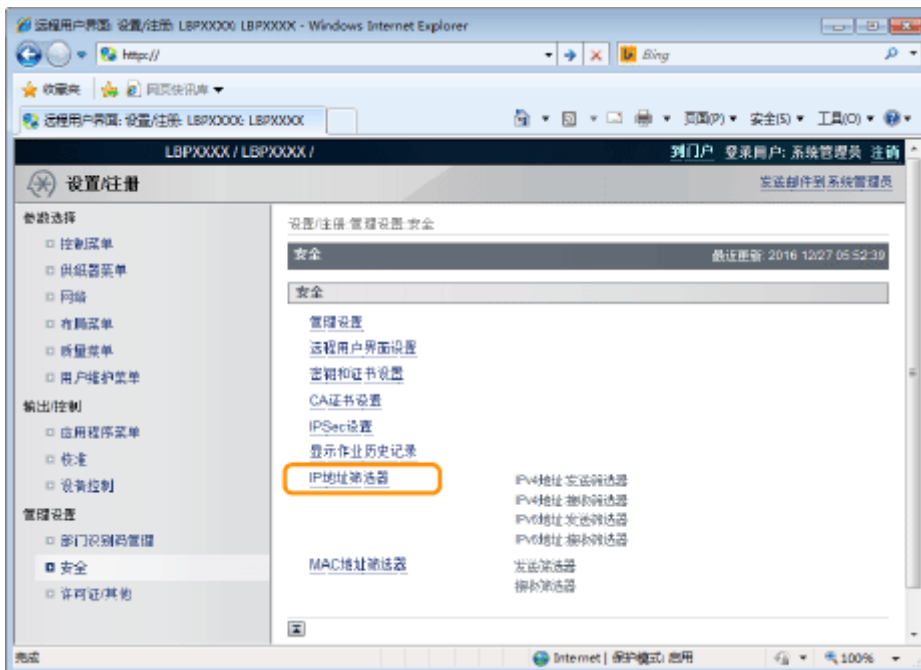 远程用户界面: 设置/注册: LBPXXXX: LBPXXXX - Windows Internet Explorer
http://
Bing
收藏夹 网页快讯库
远程用户界面: 设置/注册: LBPXXXX: LBPXXXX
页面(P) 安全(S) 工具(O)
LBPXXXX / LBPXXXX /
到门户 登录用户: 系统管理员 注销
设置/注册
发送邮件到系统管理员
参数选择
控制菜单
供纸器菜单
网络
布局菜单
质量菜单
用户维护菜单
输出/控制
应用程序菜单
校准
设备控制
管理设置
部门识别码管理
安全
许可证/其他
设置/注册:管理设置:安全
安全
最近更新: 2016 12/27 05:52:39
安全
管理设置
远程用户界面设置
密钥和证书设置
CA证书设置
IPSec设置
显示作业历史记录
IP地址筛选器
IPv4地址:发送筛选器
IPv4地址:接收筛选器
IPv6地址:发送筛选器
IPv6地址:接收筛选器
MAC地址筛选器
发送筛选器
接收筛选器
完成
Internet | 保护模式: 启用
100%